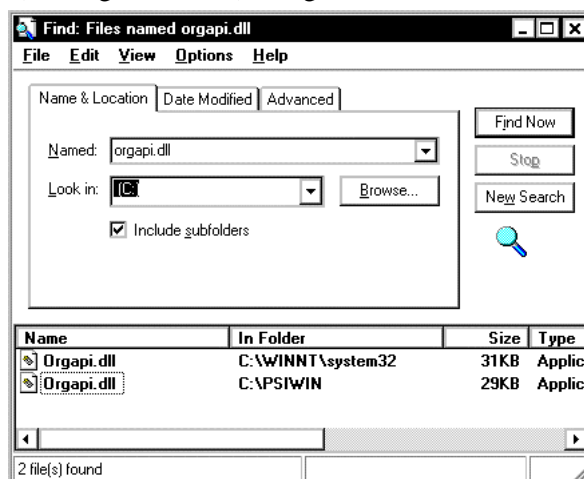 Find: Files named orgapi.dll
File Edit View Options Help
Name & Location Date Modified Advanced
Named: orgapi.dll
Look in: (C:)
Browse...
Include subfolders
Find Now
Stop
New Search
Name In Folder Size Type
Orgapi.dll C:\WINNT\system32 31KB Applic
Orgapi.dll C:\PSIWIN 29KB Applic
2 file(s) found